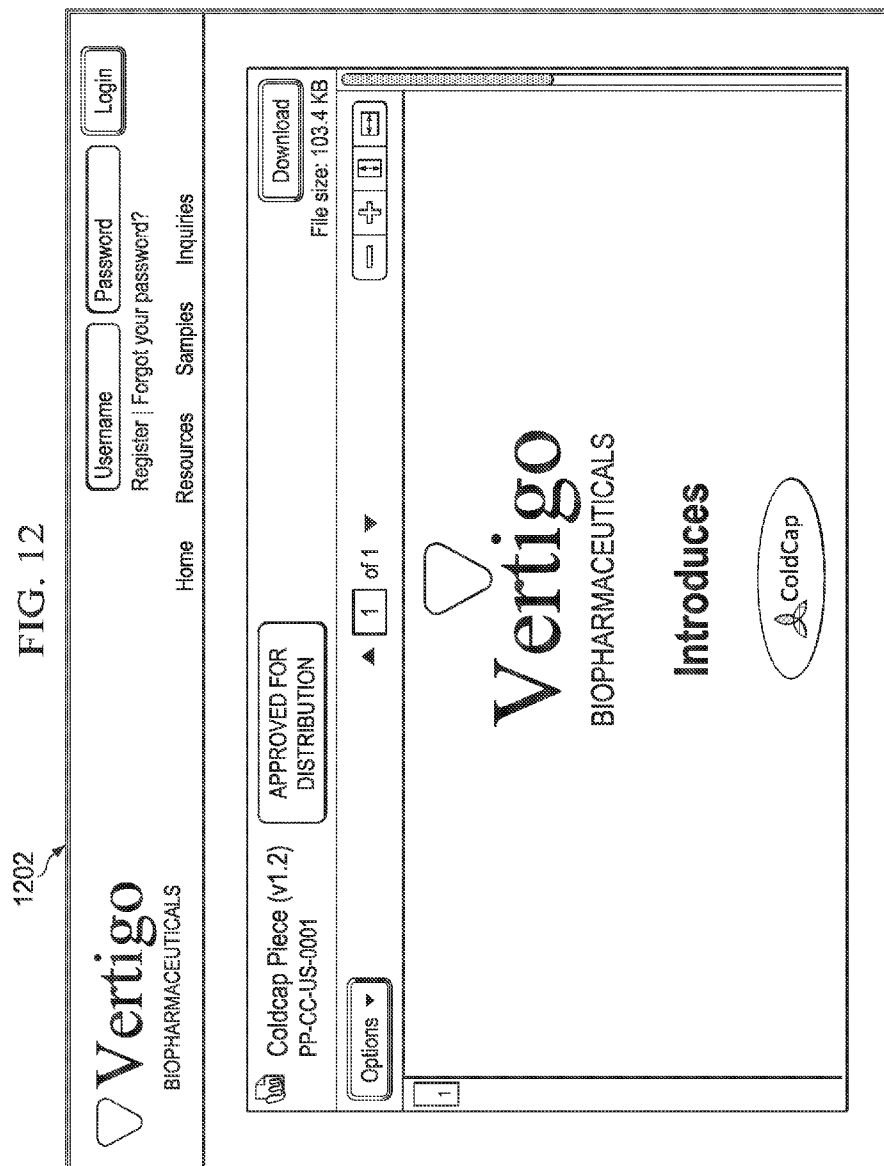 FIG. 12
1202
Vertigo
BIOPHARMACEUTICALS
Username Password Login
Register | Forgot your password?
Home Resources Samples Inquiries
Coldcap Piece (v1.2)
PP-CC-US-0001
APPROVED FOR
DISTRIBUTION
Download
File size: 103.4 KB
Options
1 of 1
1
Vertigo
BIOPHARMACEUTICALS
Introduces
ColdCap